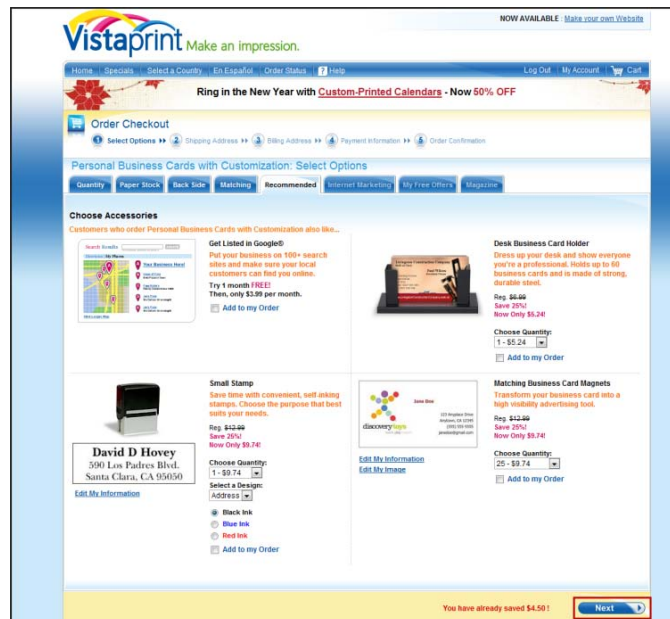 NOW AVAILABLE : Make your own Website
Vistaprint Make an impression.
Home Specials Select a Country En Español Order Status ? Help Log Out My Account Cart
Ring in the New Year with Custom-Printed Calendars - Now 50% OFF
Order Checkout
1 Select Options 2 Shipping Address 3 Billing Address 4 Payment Information 5 Order Confirmation
Personal Business Cards with Customization: Select Options
Quantity Paper Stock Back Side Matching Recommended Internet Marketing My Free Offers Magazine
Choose Accessories
Customers who order Personal Business Cards with Customization also like...
Search Results
Your Business Here!
Get Listed in Google®
Put your business on 100+ search
sites and make sure your local
customers can find you online.
Try 1 month FREE!
Then, only $3.99 per month.
Add to my Order
Desk Business Card Holder
Dress up your desk and show everyone
you're a professional. Holds up to 60
business cards and is made of strong,
durable steel.
Reg. $6.99
Save 25%!
Now Only $5.24!
Choose Quantity:
1 - $5.24
Add to my Order
David D Hovey
590 Los Padres Blvd.
Santa Clara, CA 95050
Edit My Information
Small Stamp
Save time with convenient, self inking
stamps. Choose the purpose that best
suits your needs.
Reg. $12.99
Save 25%!
Now Only $9.74!
Choose Quantity:
1 - $9.74
Select a Design:
Address
Black Ink
Blue Ink
Red Ink
Add to my Order
Jane Doe
discoverytoys
Edit My Information
Edit My Image
Matching Business Card Magnets
Transform your business card into a
high visibility advertising tool.
Reg. $12.99
Save 25%!
Now Only $9.74!
Choose Quantity:
25 - $9.74
Add to my Order
You have already saved $4.50 !
Next